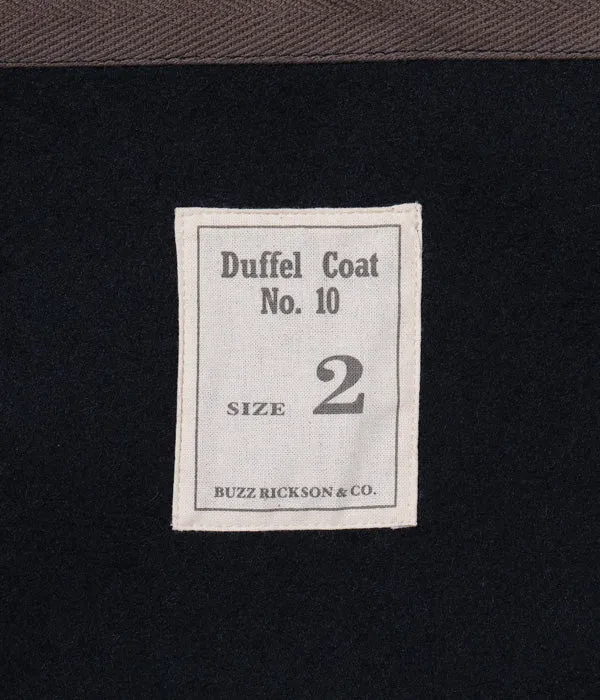 Duffel Coat
No. 10
SIZE 2
BUZZ RICKSON & CO.